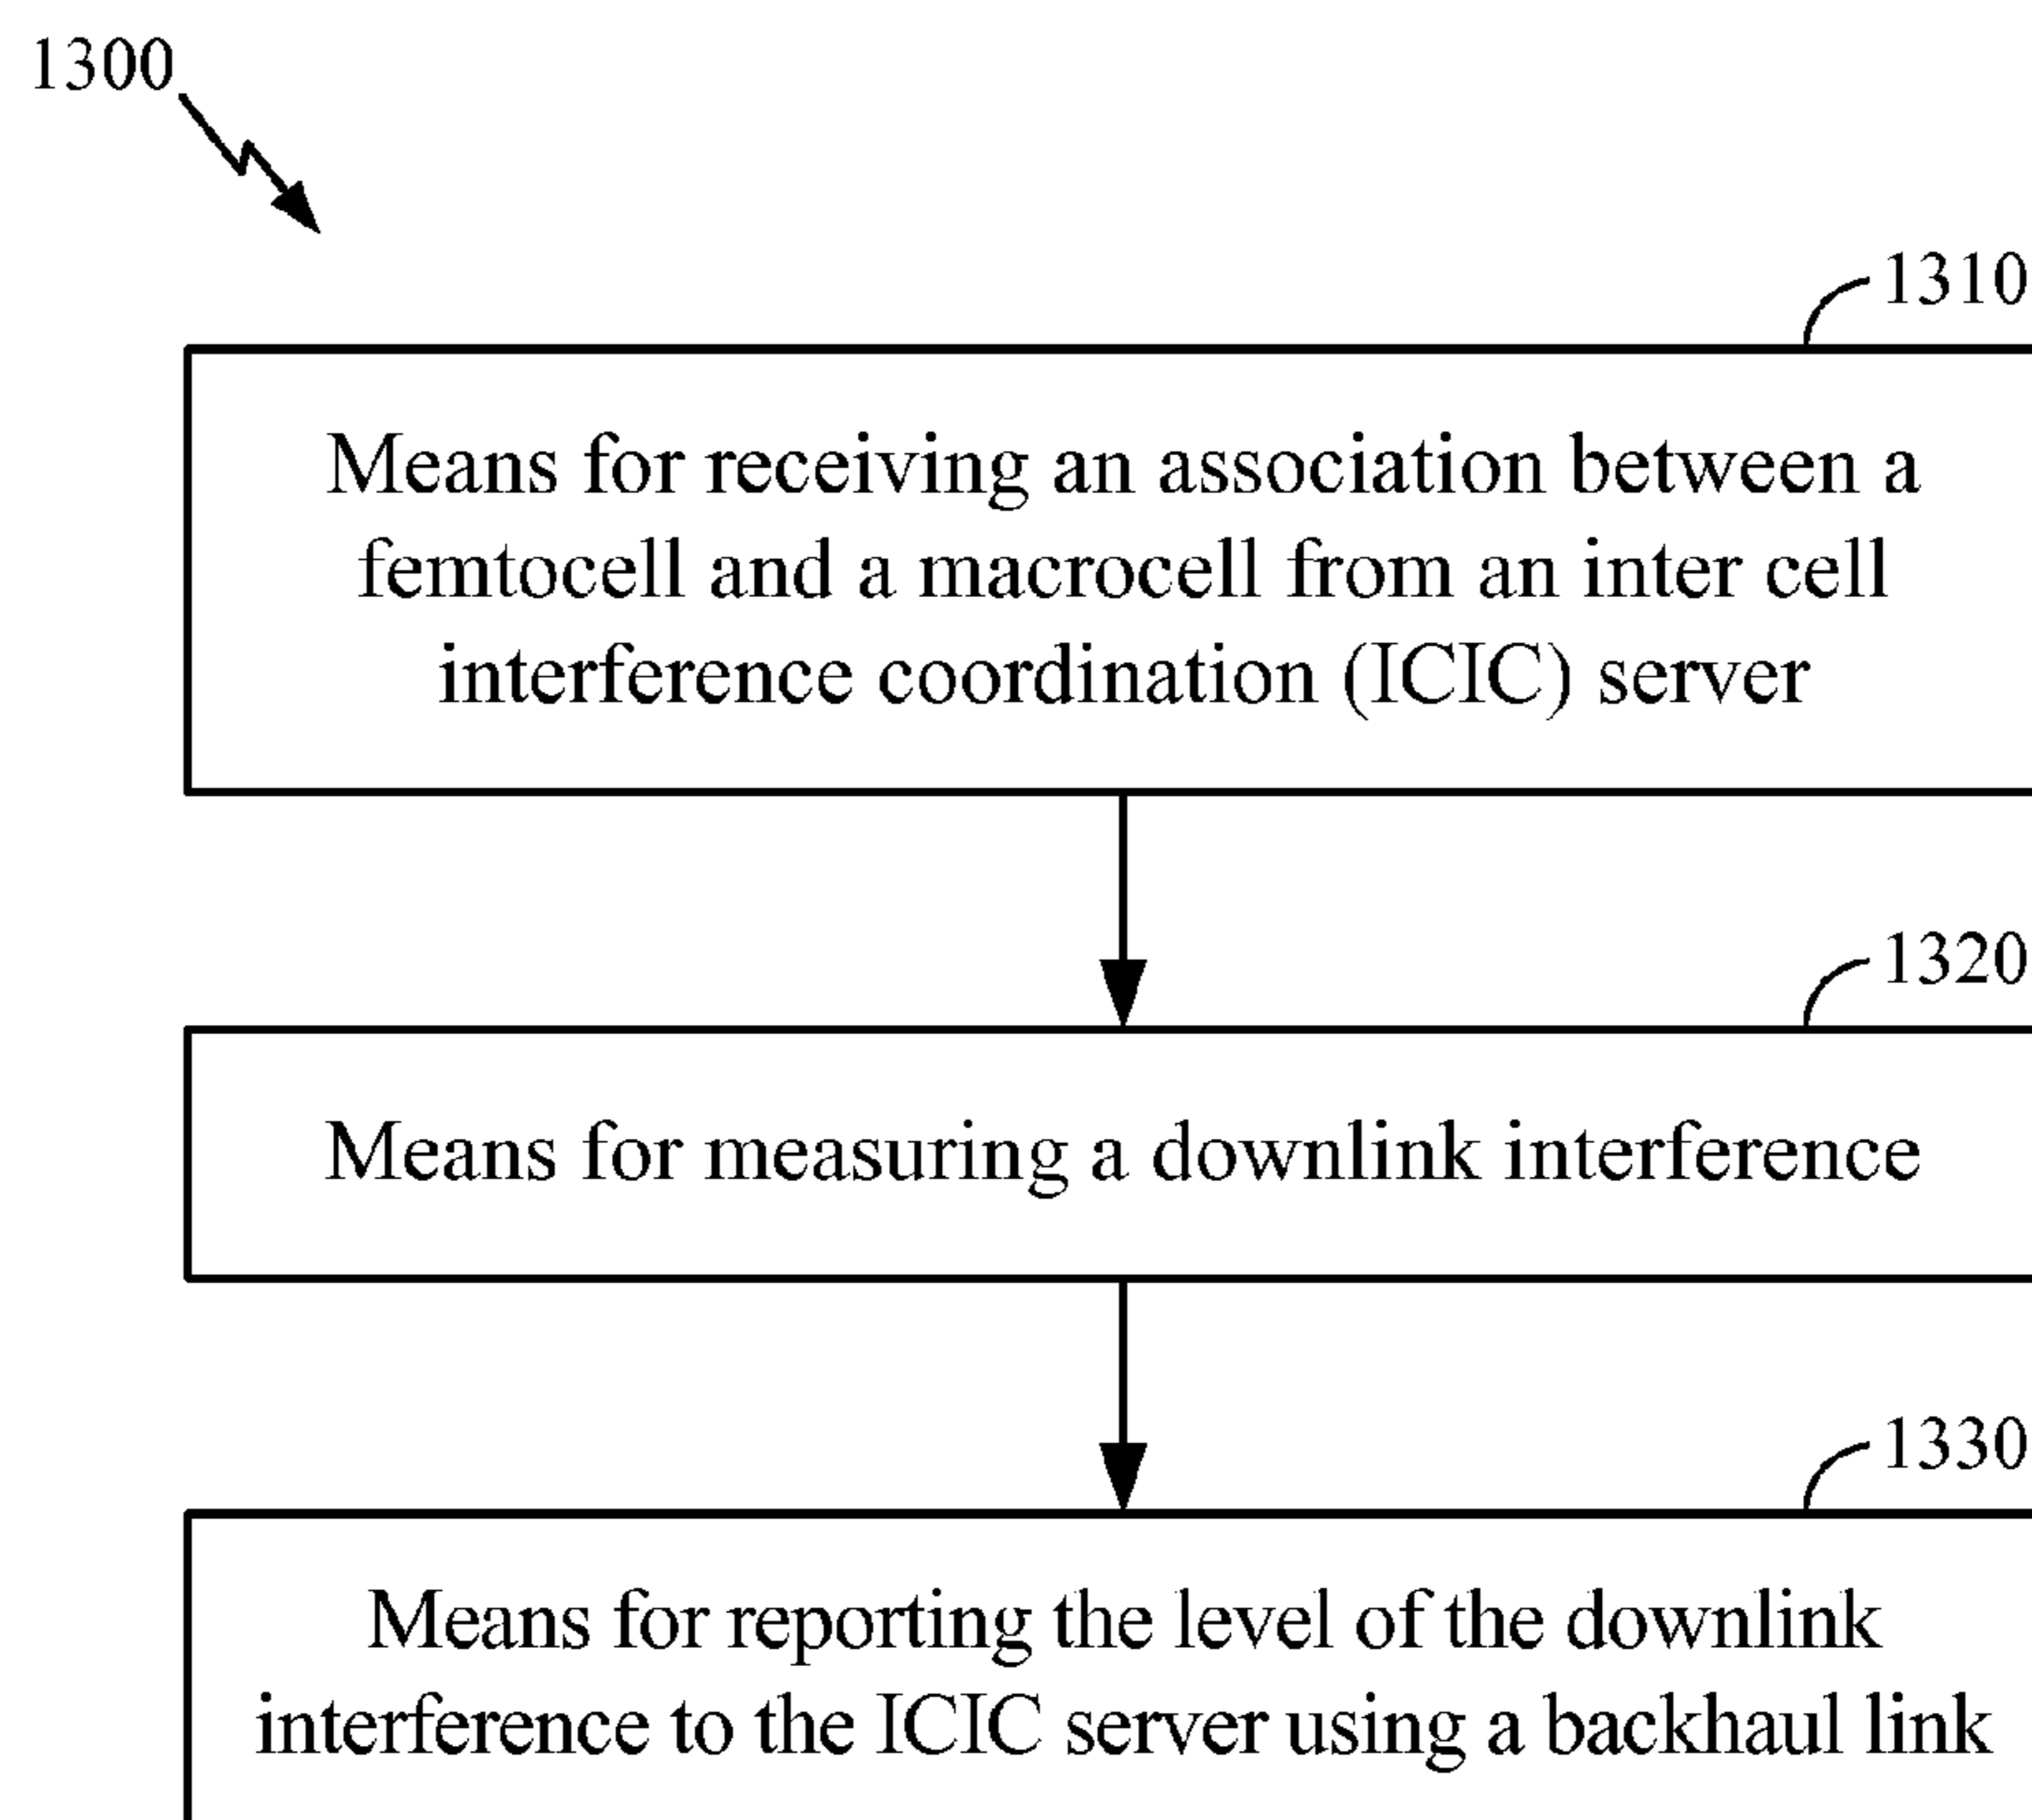 1300
1310
Means for receiving an association between a
femtocell and a macrocell from an inter cell
interference coordination (ICIC) server
1320
Means for measuring a downlink interference
1330
Means for reporting the level of the downlink
interference to the ICIC server using a backhaul link